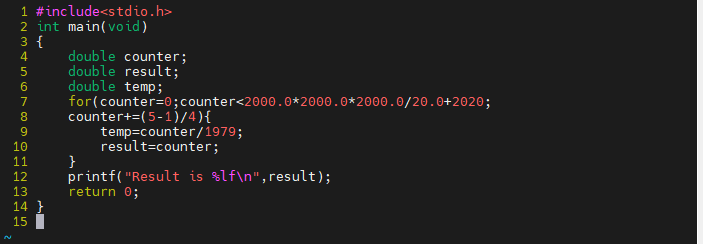 1 #include<stdio.h>
2 int main(void)
3 {
4     double counter;
5     double result;
6     double temp;
7     for(counter=0;counter<2000.0*2000.0*2000.0/20.0+2020;
8     counter+=(5-1)/4){
9         temp=counter/1979;
10         result=counter;
11     }
12     printf("Result is %lf\n",result);
13     return 0;
14 }
15
~